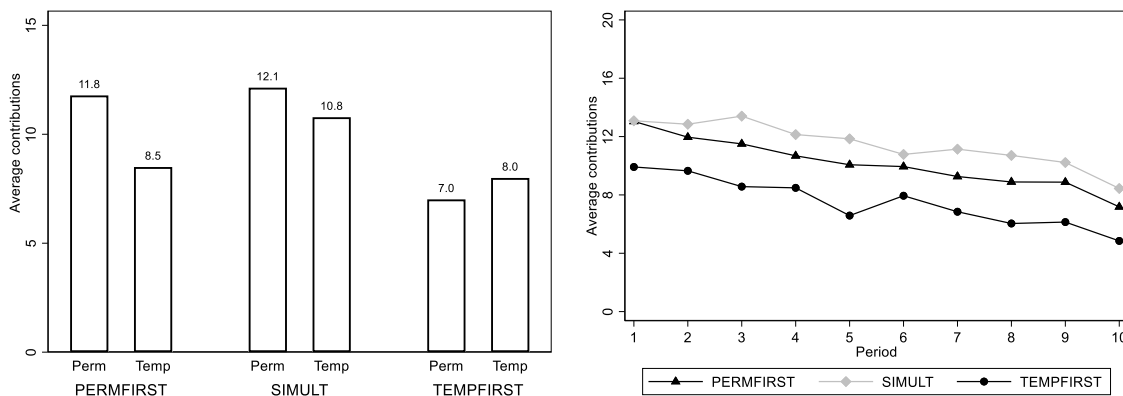 Average contributions
15
10
5
0
11.8
8.5
12.1
10.8
7.0
8.0
Perm Temp Perm Temp Perm Temp
PERMFIRST SIMULT TEMPFIRST
Average contributions
20
16
12
8
4
0
1 2 3 4 5 6 7 8 9 10
Period
PERMFIRST SIMULT TEMPFIRST